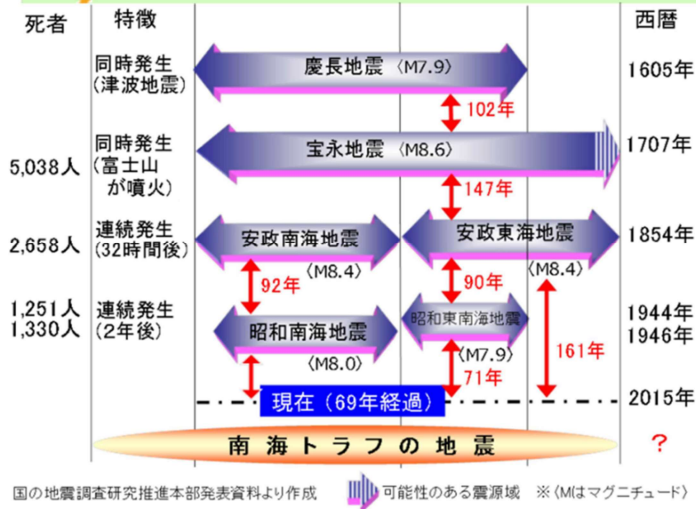 死者
特徴
西暦
同時発生
(津波地震)
慶長地震〈M7.9〉
1605年
102年
5,038人
同時発生
(富士山
が噴火)
宝永地震〈M8.6〉
1707年
147年
2,658人
連続発生
(32時間後)
安政南海地震
〈M8.4〉
安政東海地震
〈M8.4〉
1854年
92年
90年
1,251人
1,330人
連続発生
(2年後)
昭和南海地震
〈M8.0〉
昭和東南海地震
〈M7.9〉
1944年
1946年
71年
161年
現在(69年経過)
2015年
南海トラフの地震
?
国の地震調査研究推進本部発表資料より作成
可能性のある震源域 ※〈Mはマグニチュード〉